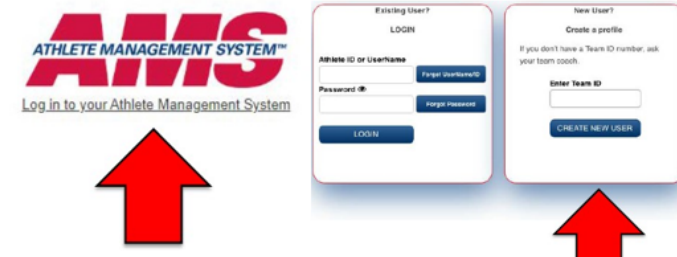 ATHLETE MANAGEMENT SYSTEM™
AMS
Log in to your Athlete Management System
Existing User?
LOGIN
Athlete ID or UserName
Forgot UserName/ID
Password
Forgot Password
LOGIN
New User?
Create a profile
If you don't have a Team ID number, ask
your team coach.
Enter Team ID
CREATE NEW USER